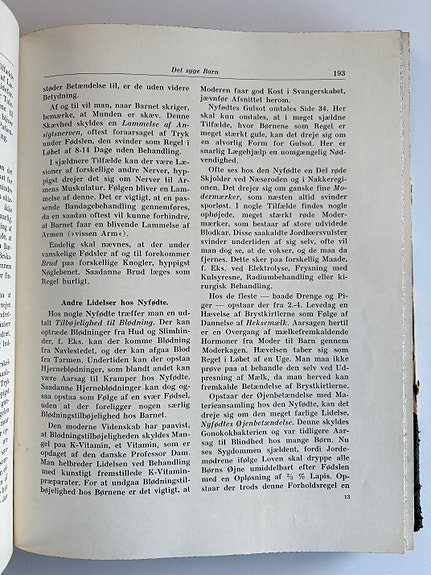 Det syge Barn
193
støder Betændelse til, er de uden videre
Betydning.
Af og til vil man, naar Barnet skriger,
bemærke, at Munden er skæv. Denne
Skævhed skyldes en Lammelse af An-
sigtsnerven, oftest foraarsaget af Tryk
under Fødslen, den svinder som Regel i
Løbet af 8-14 Dage uden Behandling.
I sjældnere Tilfælde kan der være Læ-
sioner af forskellige andre Nerver, hyp-
pigst drejer det sig om Nerver til Ar-
mens Muskulatur. Følgen bliver en Lam-
melse af denne. Det er vigtigt, at en pas-
sende Bandagebehandling gennemføres,
da en saadan oftest vil kunne forhindre,
at Barnet faar en blivende Lammelse af
Armen (»vissen Arm«).
Endelig skal nævnes, at der under
vanskelige Fødsler af og til forekommer
Brud paa forskellige Knogler, hyppigst
Nøglebenet. Saadanne Brud læges som
Regel hurtigt.
Andre Lidelser hos Nyfødte.
Hos nogle Nyfødte træffer man en ud-
talt Tilbøjelighed til Blødning. Der kan
optræde Blødninger fra Hud og Slimhin-
der, f. Eks. kan der komme Blødning
fra Navlestedet, og der kan afgaa Blod
fra Tarmen. Undertiden kan der opstaa
Hjerneblødninger, som blandt andet kan
være Aarsag til Kramper hos Nyfødte.
Saadanne Hjerneblødninger kan dog og-
saa opstaa som Følge af en svær Fødsel,
uden at der foreligger nogen særlig
Blødningstilbøjelighed hos Barnet.
Den moderne Videnskab har paavist,
at Blødningstilbøjeligheden skyldes Man-
gel paa K-Vitamin, et Vitamin, som er
opdaget af den danske Professor Dam.
Man helbreder Lidelsen ved Behandling
med kunstigt fremstillede K-Vitamin-
præparater. For at undgaa Blødningstil-
bøjelighed hos Børnene er det vigtigt, at
Moderen faar god Kost i Svangerskabet,
jævnfør Afsnittet herom.
Nyfødtes Gulsot omtales Side 34. Her
skal kun omtales, at i meget sjældne
Tilfælde, hvor Børnene som Regel er
meget stærkt gule, kan det dreje sig om
en alvorlig Form for Gulsot. Her er
snarlig Lægehjælp en uomgængelig Nød-
vendighed.
Ofte ses hos den Nyfødte en Del røde
Skjolder ved Næseroden og i Nakkeregi-
onen. Det drejer sig om ganske fine Mo-
dermærker, som næsten altid svinder
sporløst. I nogle Tilfælde findes nogle
ophøjede, meget stærkt røde Moder-
mærker, som bestaar af store udvidede
Blodkar. Disse saakaldte Jordbærsvulster
svinder undertiden af sig selv, ofte vil
man dog se, at de vokser, og de maa da
fjernes. Dette sker paa forskellig Maade,
f. Eks. ved Elektrolyse, Frysning med
Kulsyresne, Radiumbehandling eller ki-
rurgisk Behandling.
Hos de fleste — baade Drenge og Pi-
ger — opstaar der fra 2.-4. Levedag en
Hævelse af Brystkirtlerne som Følge af
Dannelse af Heksemælk. Aarsagen hertil
er en Overgang af mælkefremkaldende
Hormoner fra Moder til Barn gennem
Moderkagen. Hævelsen taber sig som
Regel i Løbet af en Uge. Man maa ikke
prøve paa at behandle den selv ved Ud-
presning af Mælk, da man herved kan
fremkalde Betændelse af Brystkirtlerne.
Opstaar der Øjenbetændelse med Ma-
terieansamling hos den Nyfødte, kan det
dreje sig om den meget farlige Lidelse,
Nyfødtes Øjenbetændelse. Denne skyldes
Gonokokbakterien og var tidligere Aar-
sag til Blindhed hos mange Børn. Nu
ses Sygdommen sjældent, fordi Jorde-
mødrene ifølge Loven skal dryppe alle
Børns Øjne umiddelbart efter Fødslen
med en Opløsning af ⅔ % Lapis. Op-
staar der trods denne Forholdsregel en
13